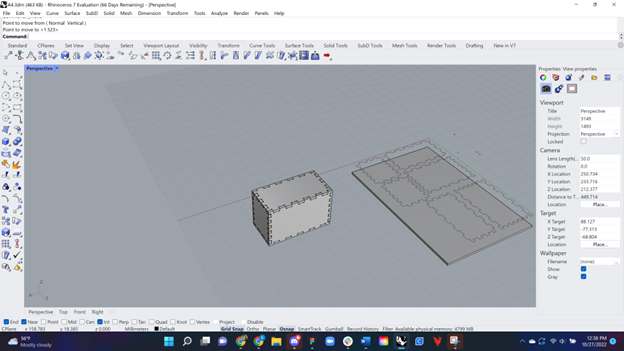 A4.3dm (463 KB) - Rhinoceros 7 Evaluation (66 Days Remaining) - [Perspective]
File Edit View Curve Surface SubD Solid Mesh Dimension Transform Tools Analyze Render Panels Help
Point to move from ( Normal Vertical )
Point to move to <1.523>
Command:
Standard CPlanes Set View Display Select Viewport Layout Visibility Transform Curve Tools Surface Tools Solid Tools SubD Tools Mesh Tools Render Tools Drafting New in V7
Perspective
Properties: View properties
Viewport
Title Perspective
Width 3149
Height 1493
Projection Perspective
Locked
Camera
Lens Length... 50.0
Rotation 0.0
X Location 250.734
Y Location 233.716
Z Location 212.377
Distance to T... 449.714
Location Place...
Target
X Target 88.127
Y Target -77.313
Z Target -68.804
Location Place...
Wallpaper
Filename (none)
Show
Gray
Perspective Top Front Right
End Near Point Mid Cen Int Perp Tan Quad Knot Vertex Project Disable
CPlane x 158.783 y 18.385 z 0.000 Millimeters Default Grid Snap Ortho Planar Osnap SmartTrack Gumball Record History Filter Available physical memory: 4799 MB
56°F
Mostly cloudy
12:36 PM
10/27/2022